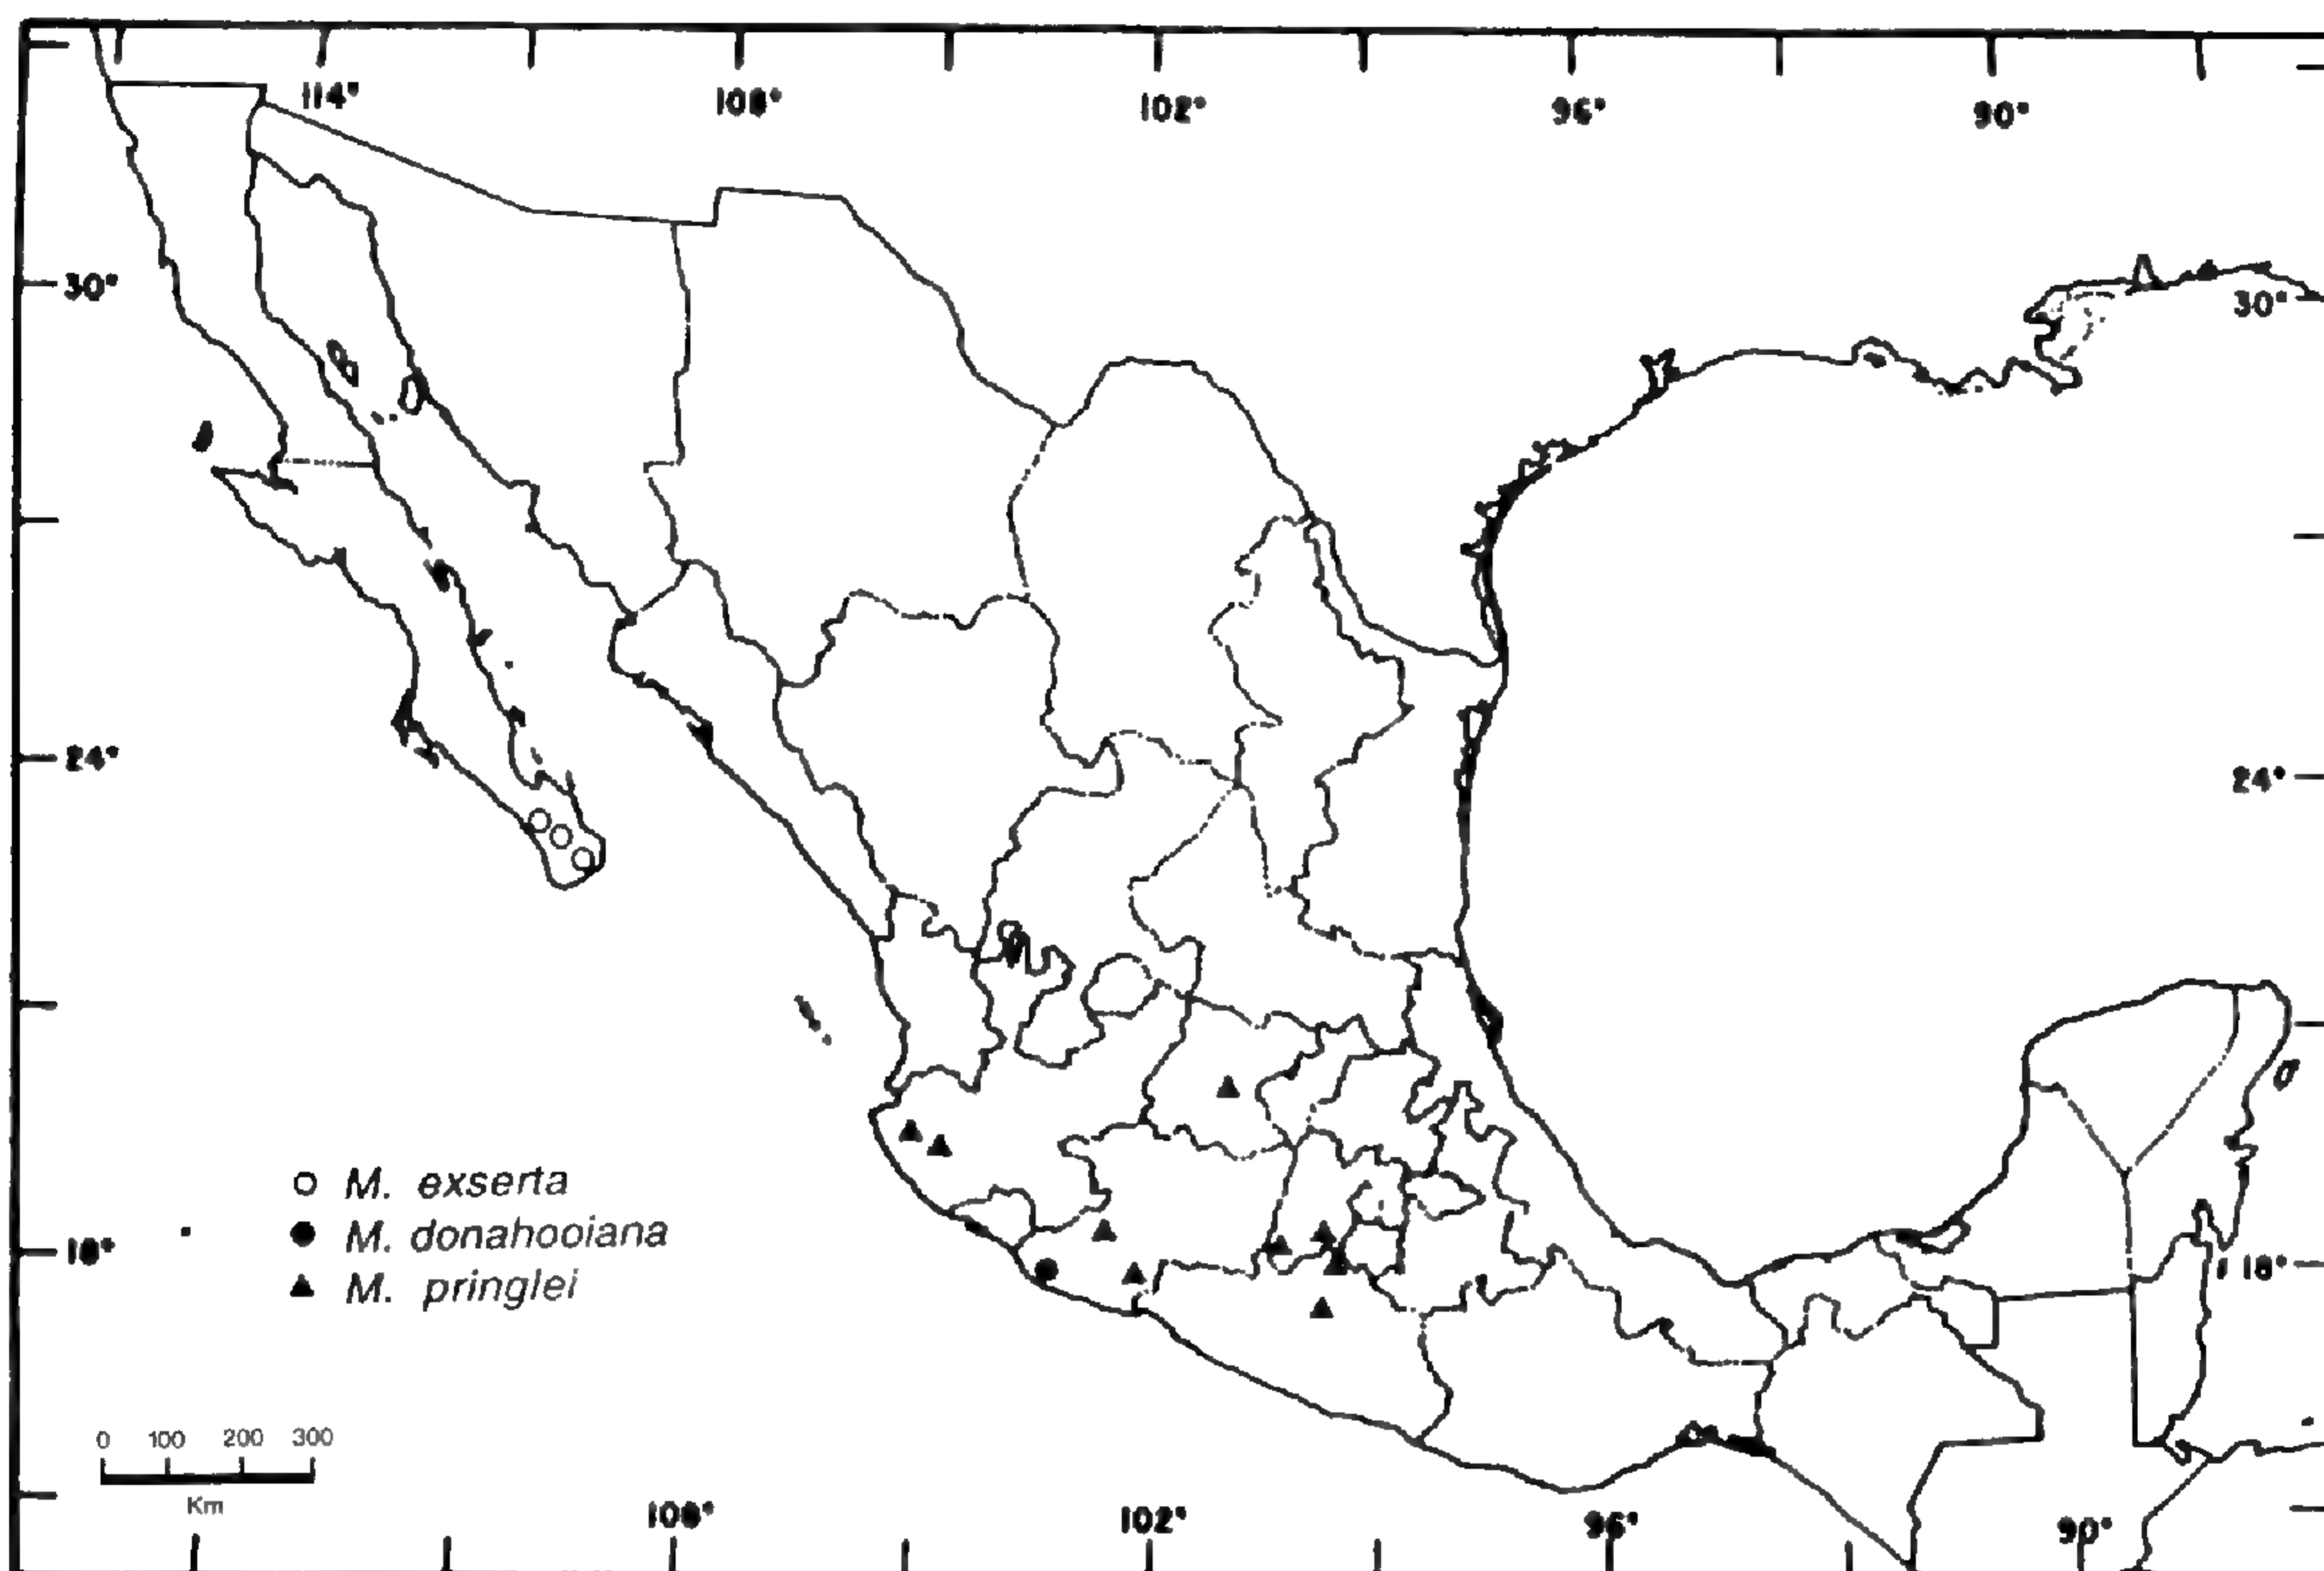 114° 108° 102° 96° 90°
30° 30°
24° 24°
M. exserta
M. donahooiana
18° 18°
M. pringlei
0 100 200 300
Km
108° 102° 96° 90°